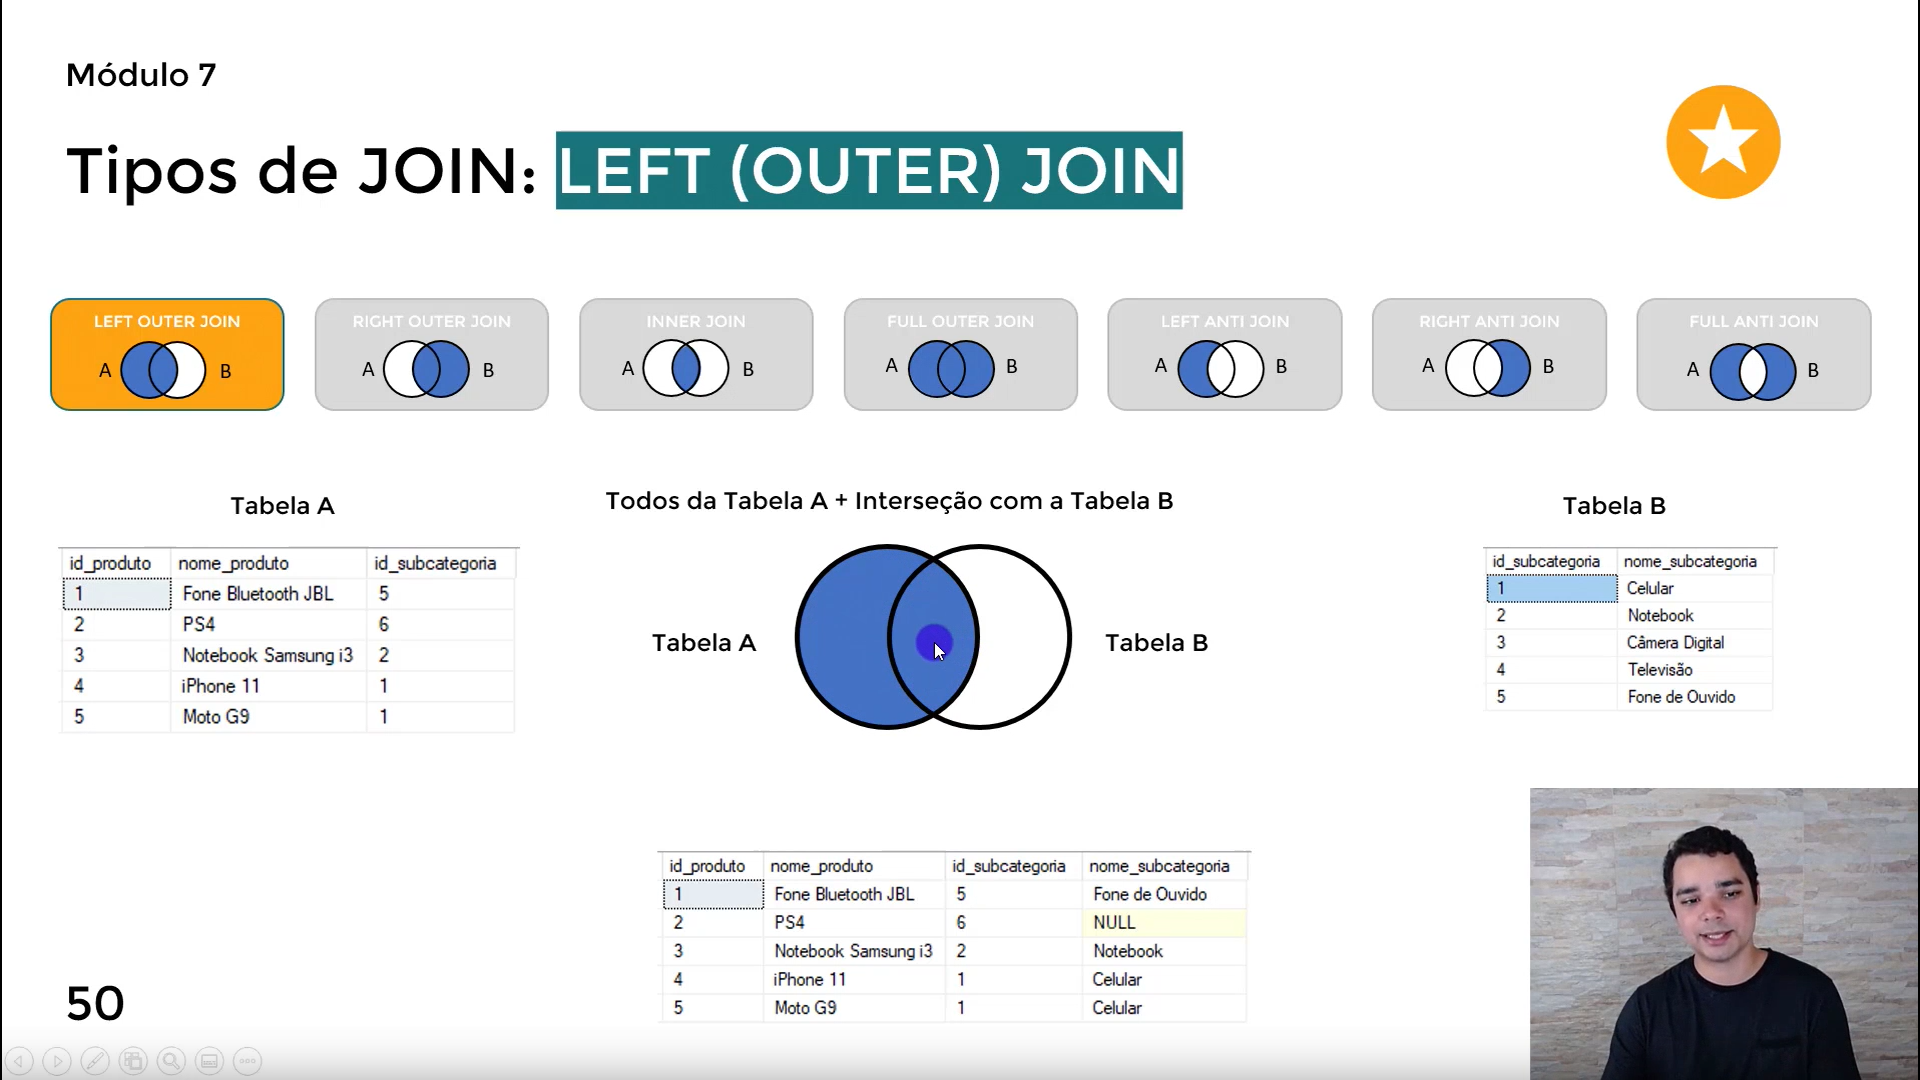 Módulo 7
Tipos de JOIN: LEFT (OUTER) JOIN
LEFT OUTER JOIN
A B
RIGHT OUTER JOIN
A B
INNER JOIN
A B
FULL OUTER JOIN
A B
LEFT ANTI JOIN
A B
RIGHT ANTI JOIN
A B
FULL ANTI JOIN
A B
Tabela A
id_produto nome_produto id_subcategoria
1 Fone Bluetooth JBL 5
2 PS4 6
3 Notebook Samsung i3 2
4 iPhone 11 1
5 Moto G9 1
Todos da Tabela A + Interseção com a Tabela B
Tabela A
Tabela B
Tabela B
id_subcategoria nome_subcategoria
1 Celular
2 Notebook
3 Câmera Digital
4 Televisão
5 Fone de Ouvido
id_produto nome_produto id_subcategoria nome_subcategoria
1 Fone Bluetooth JBL 5 Fone de Ouvido
2 PS4 6 NULL
3 Notebook Samsung i3 2 Notebook
4 iPhone 11 1 Celular
5 Moto G9 1 Celular
50